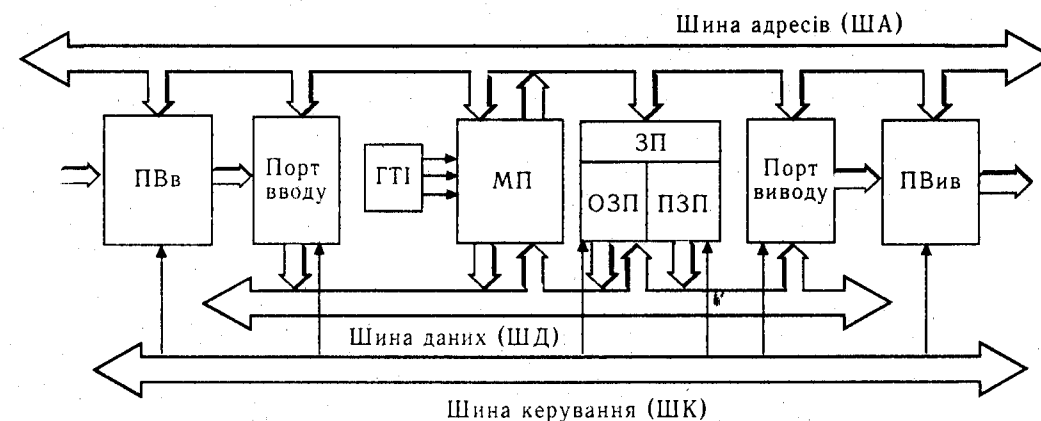 Шина адресів (ША)
ПВв
Порт
вводу
ГТІ
МП
ЗП
ОЗП
ПЗП
Порт
виводу
ПВив
Шина даних (ШД)
Шина керування (ШК)